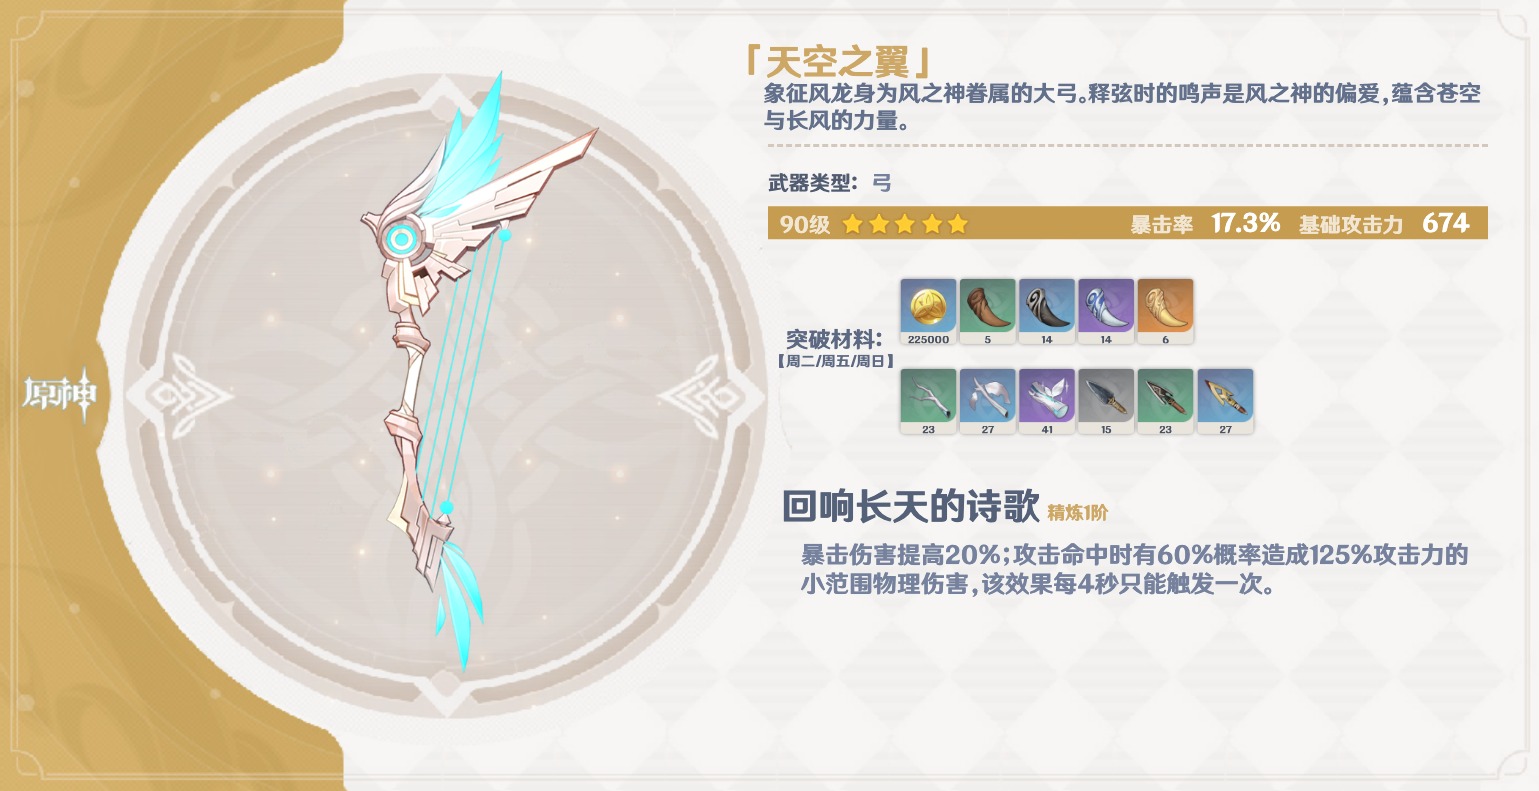 原神
「天空之翼」
象征风龙身为风之神眷属的大弓。释弦时的鸣声是风之神的偏爱,蕴含苍空
与长风的力量。
武器类型: 弓
90级 暴击率 17.3% 基础攻击力 674
225000 5 14 14 6
突破材料:
【周二/周五/周日】
23 27 41 15 23 27
回响长天的诗歌 精炼1阶
暴击伤害提高20%;攻击命中时有60%概率造成125%攻击力的
小范围物理伤害,该效果每4秒只能触发一次。